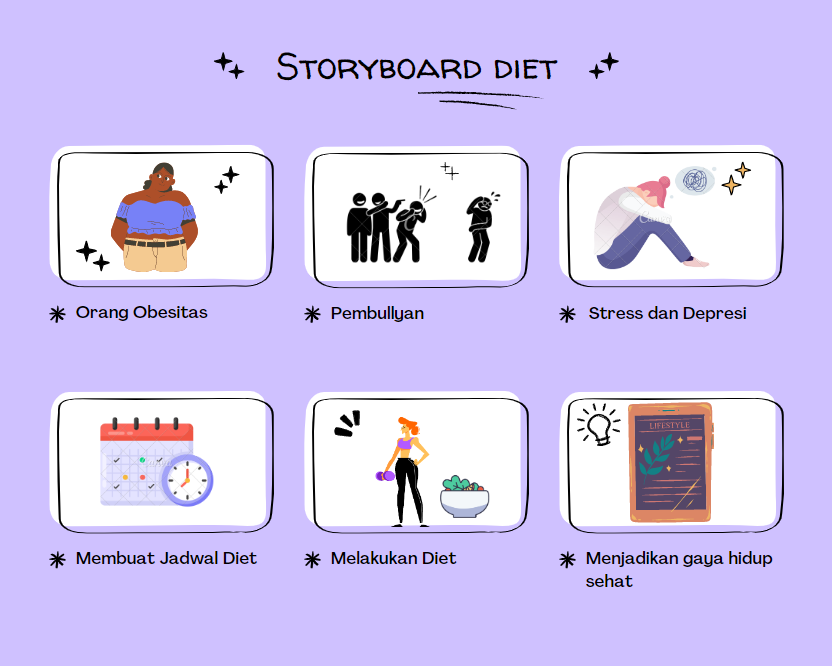 STORYBOARD DIET
Orang Obesitas
Pembullyan
Stress dan Depresi
LIFESTYLE
Membuat Jadwal Diet
Melakukan Diet
Menjadikan gaya hidup
sehat